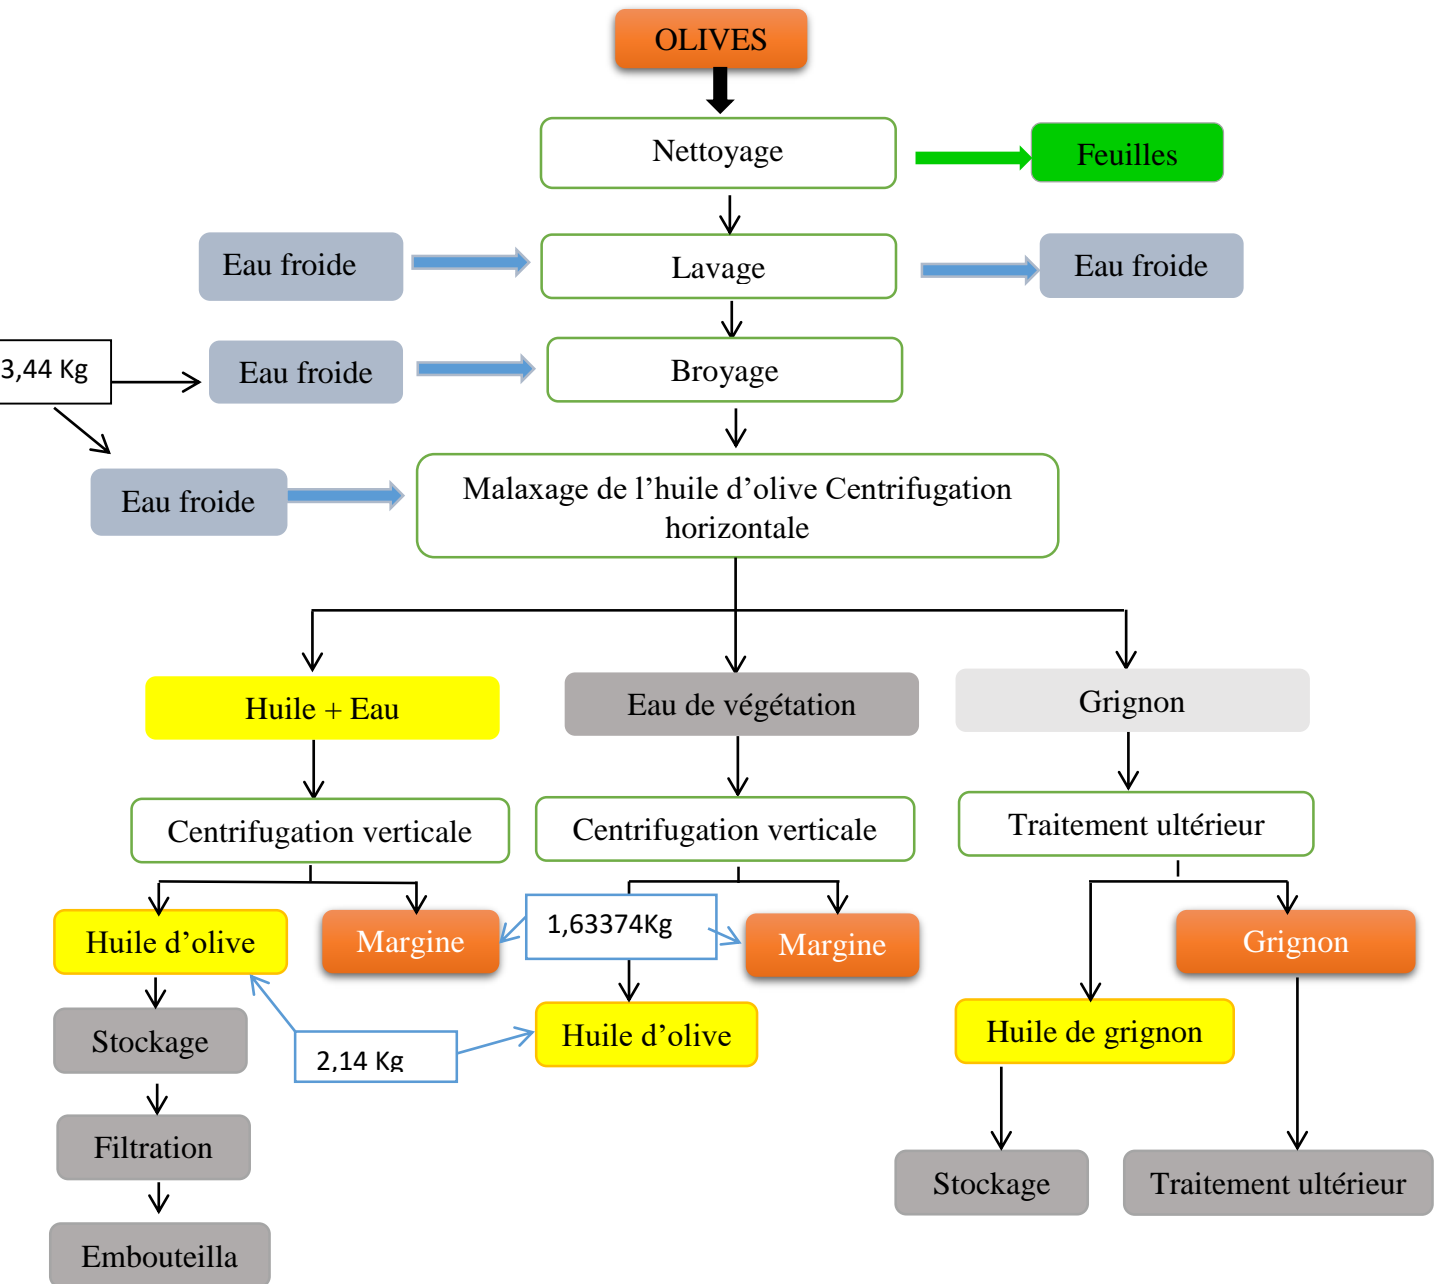 OLIVES
Nettoyage
Feuilles
Eau froide
Lavage
Eau froide
3,44 Kg
Eau froide
Broyage
Eau froide
Malaxage de l’huile d’olive Centrifugation
horizontale
Huile + Eau
Eau de végétation
Grignon
Centrifugation verticale
Centrifugation verticale
Traitement ultérieur
Huile d’olive
Margine
1,63374Kg
Margine
Grignon
Stockage
2,14 Kg
Huile d’olive
Huile de grignon
Filtration
Stockage
Traitement ultérieur
Embouteilla